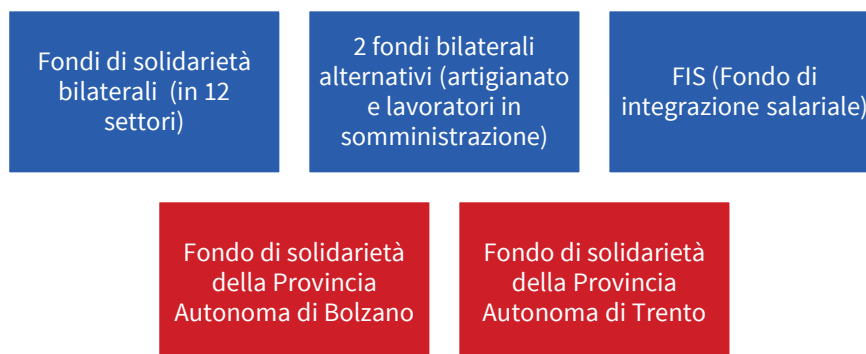 Fondi di solidarietà
bilaterali (in 12
settori)
2 fondi bilaterali
alternativi (artigianato
e lavoratori in
somministrazione)
FIS (Fondo di
integrazione salariale)
Fondo di solidarietà
della Provincia
Autonoma di Bolzano
Fondo di solidarietà
della Provincia
Autonoma di Trento